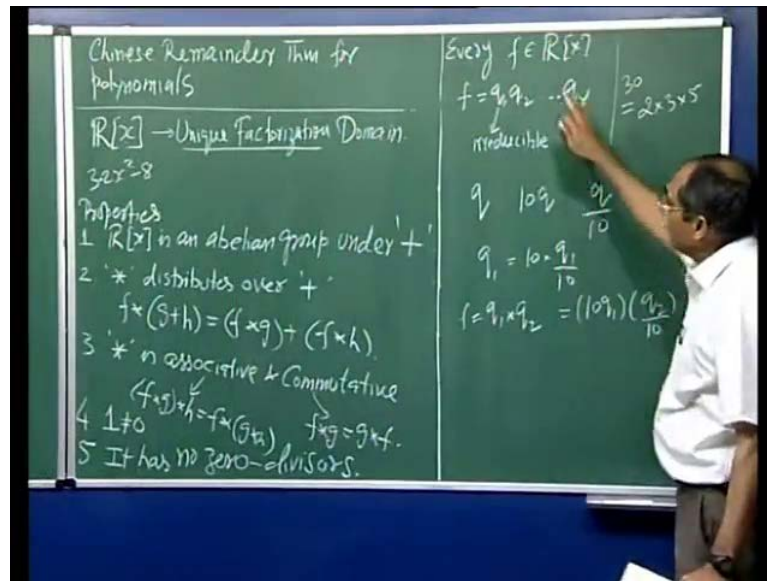 Chinese Remainder Thm for
polynomials
R[x] → Unique Factorization Domain.
32x²-8
Properties
1 R[x] is an abelian group under '+'
2 '*' distributes over '+'
f*(g+h)=(f*g)+(f*h)
3 '*' is associative & Commutative
(f*g)*h=f*(g*h) f*g=g*f.
4 1≠0
5 It has no zero-divisors.
Every f∈R[x]
f=q₁q₂ ...
irreducible
q 10q q/10
q₁ = 10*q₁/10
f=q₁*q₂ =(10q₁)(q₂/10)
30
=2×3×5